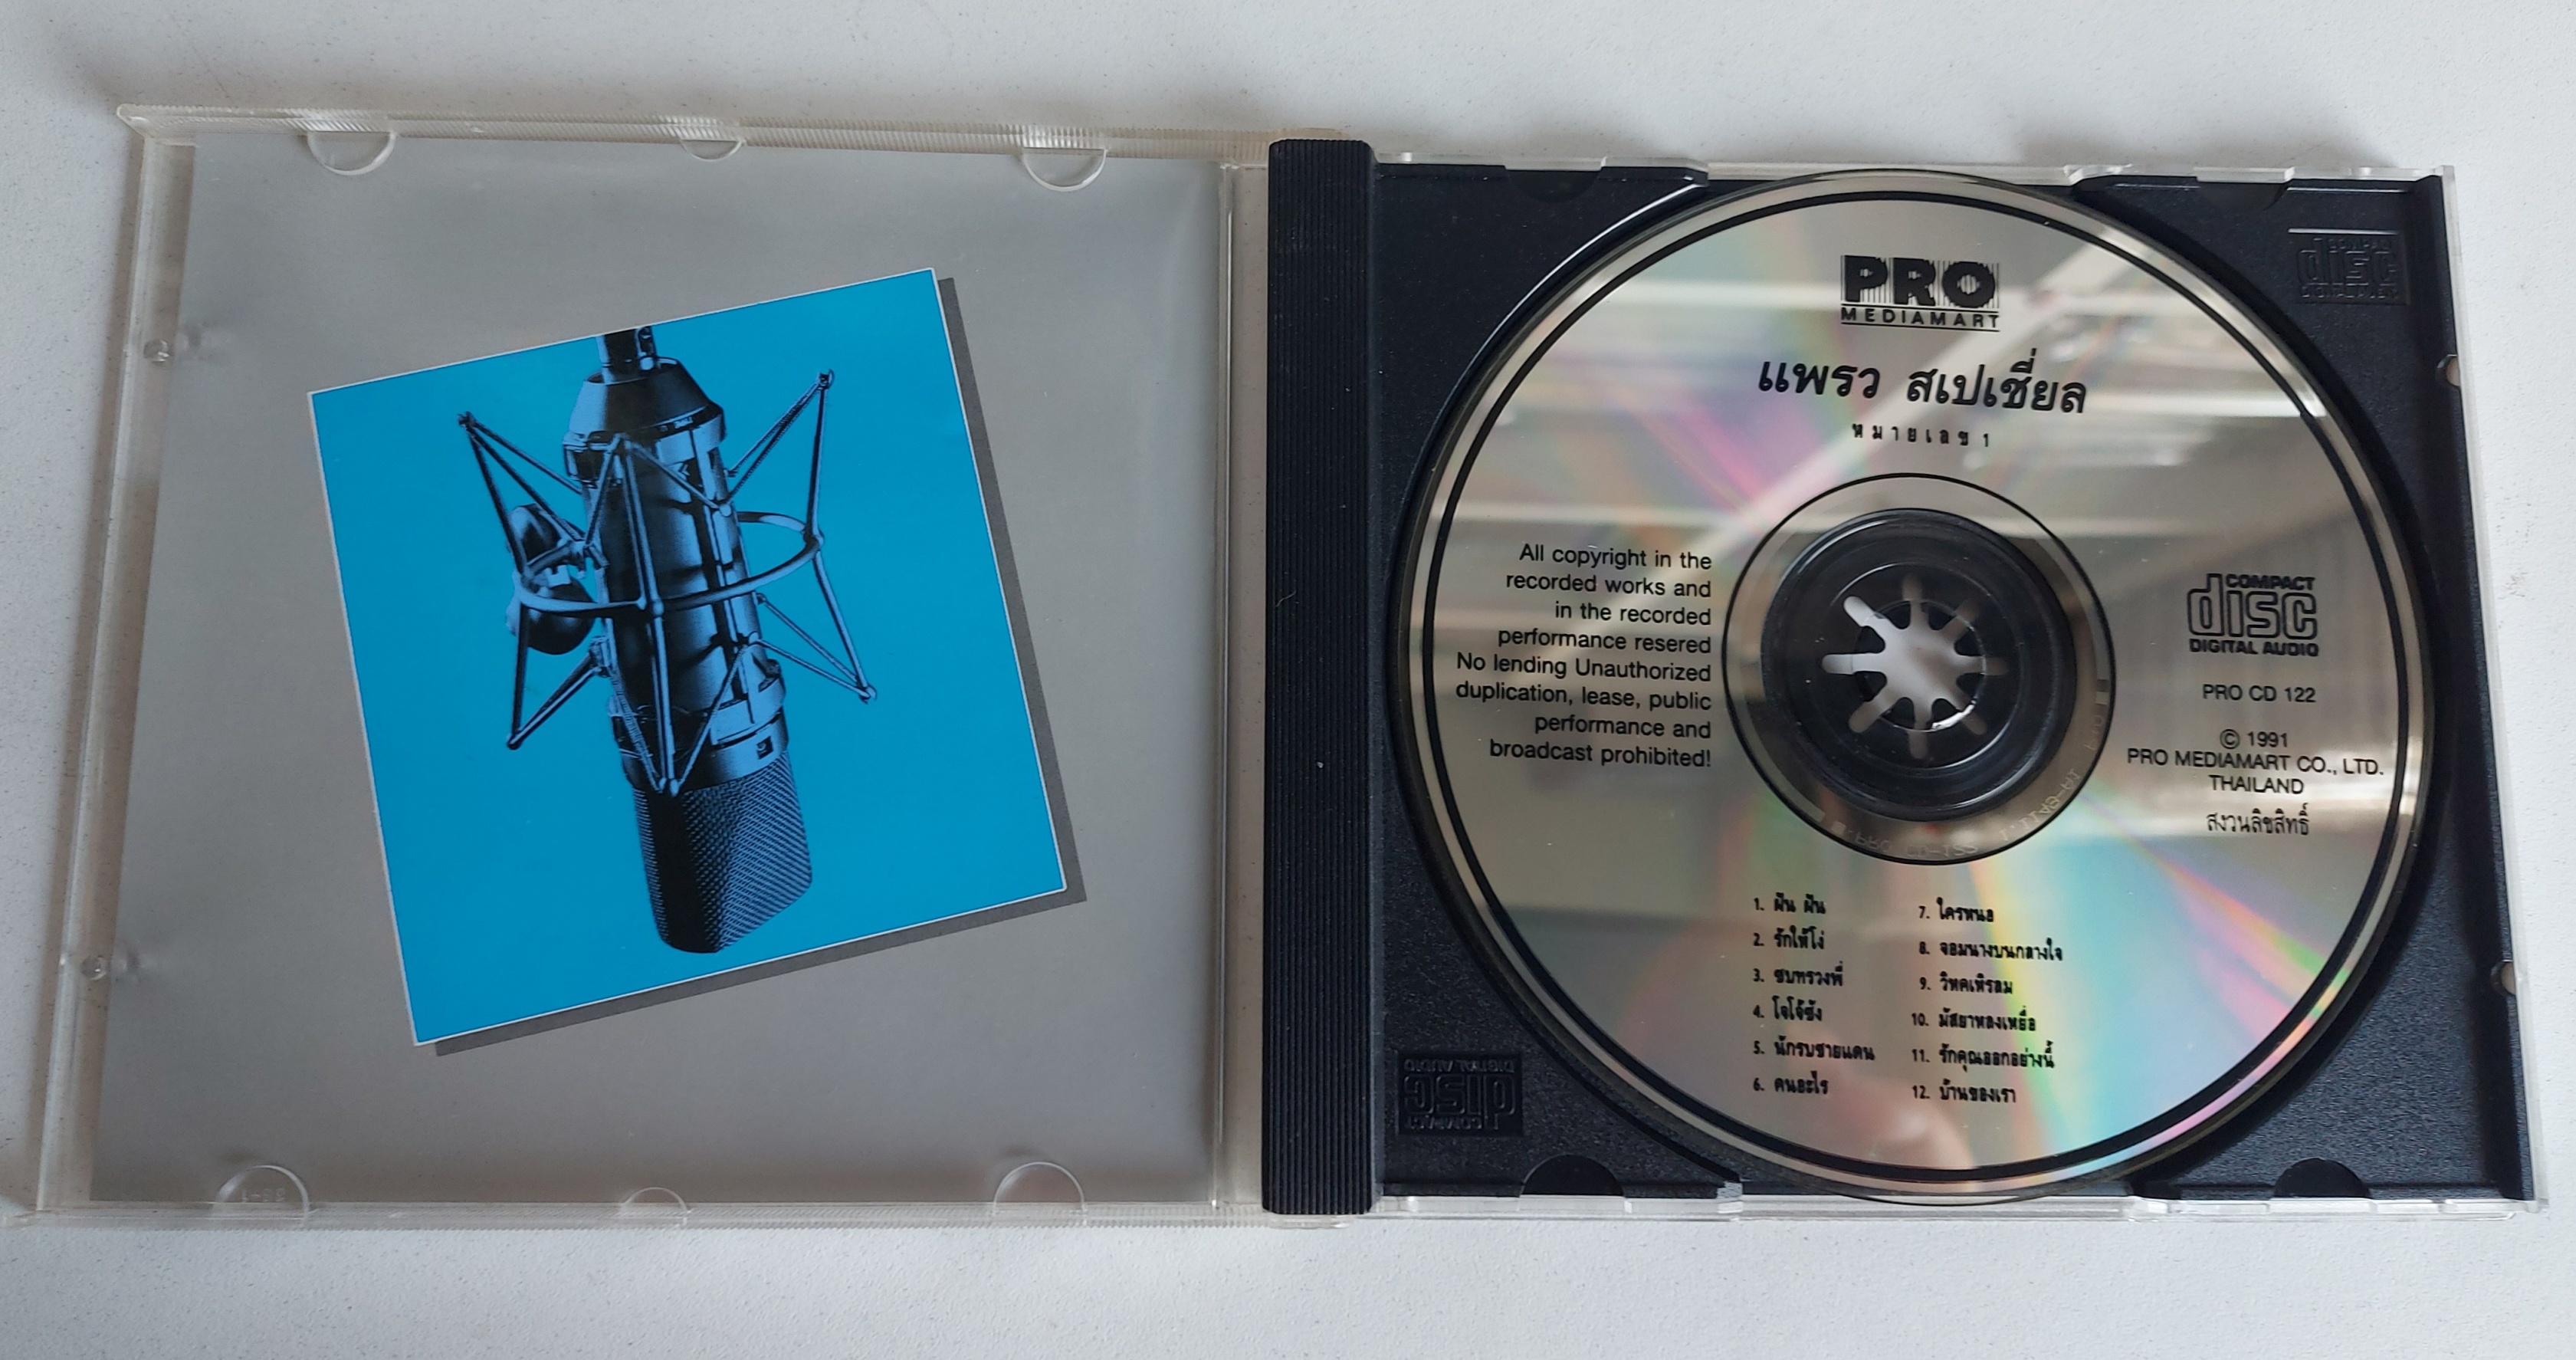 PRO
MEDIAMART
แพรว สเปเชี่ยล
หมายเลข 1
All copyright in the
recorded works and
in the recorded
performance resered
No lending Unauthorized
duplication, lease, public
performance and
broadcast prohibited!
COMPACT
disc
DIGITAL AUDIO
PRO CD 122
© 1991
PRO MEDIAMART CO., LTD.
THAILAND
สงวนลิขสิทธิ์
1. ฝัน ฝัน
2. รักให้โง่
3. ซบทรวงพี่
4. โจโจ้ซัง
5. นักรบชายแดน
6. คนอะไร
7. ใครหนอ
8. จอมนางบนกลางใจ
9. วิหคเหิรลม
10. มัสยาหลงเหยื่อ
11. รักคุณออกอย่างนี้
12. บ้านของเรา
COMPACT
disc
DIGITAL AUDIO
COMPACT
disc
DIGITAL AUDIO